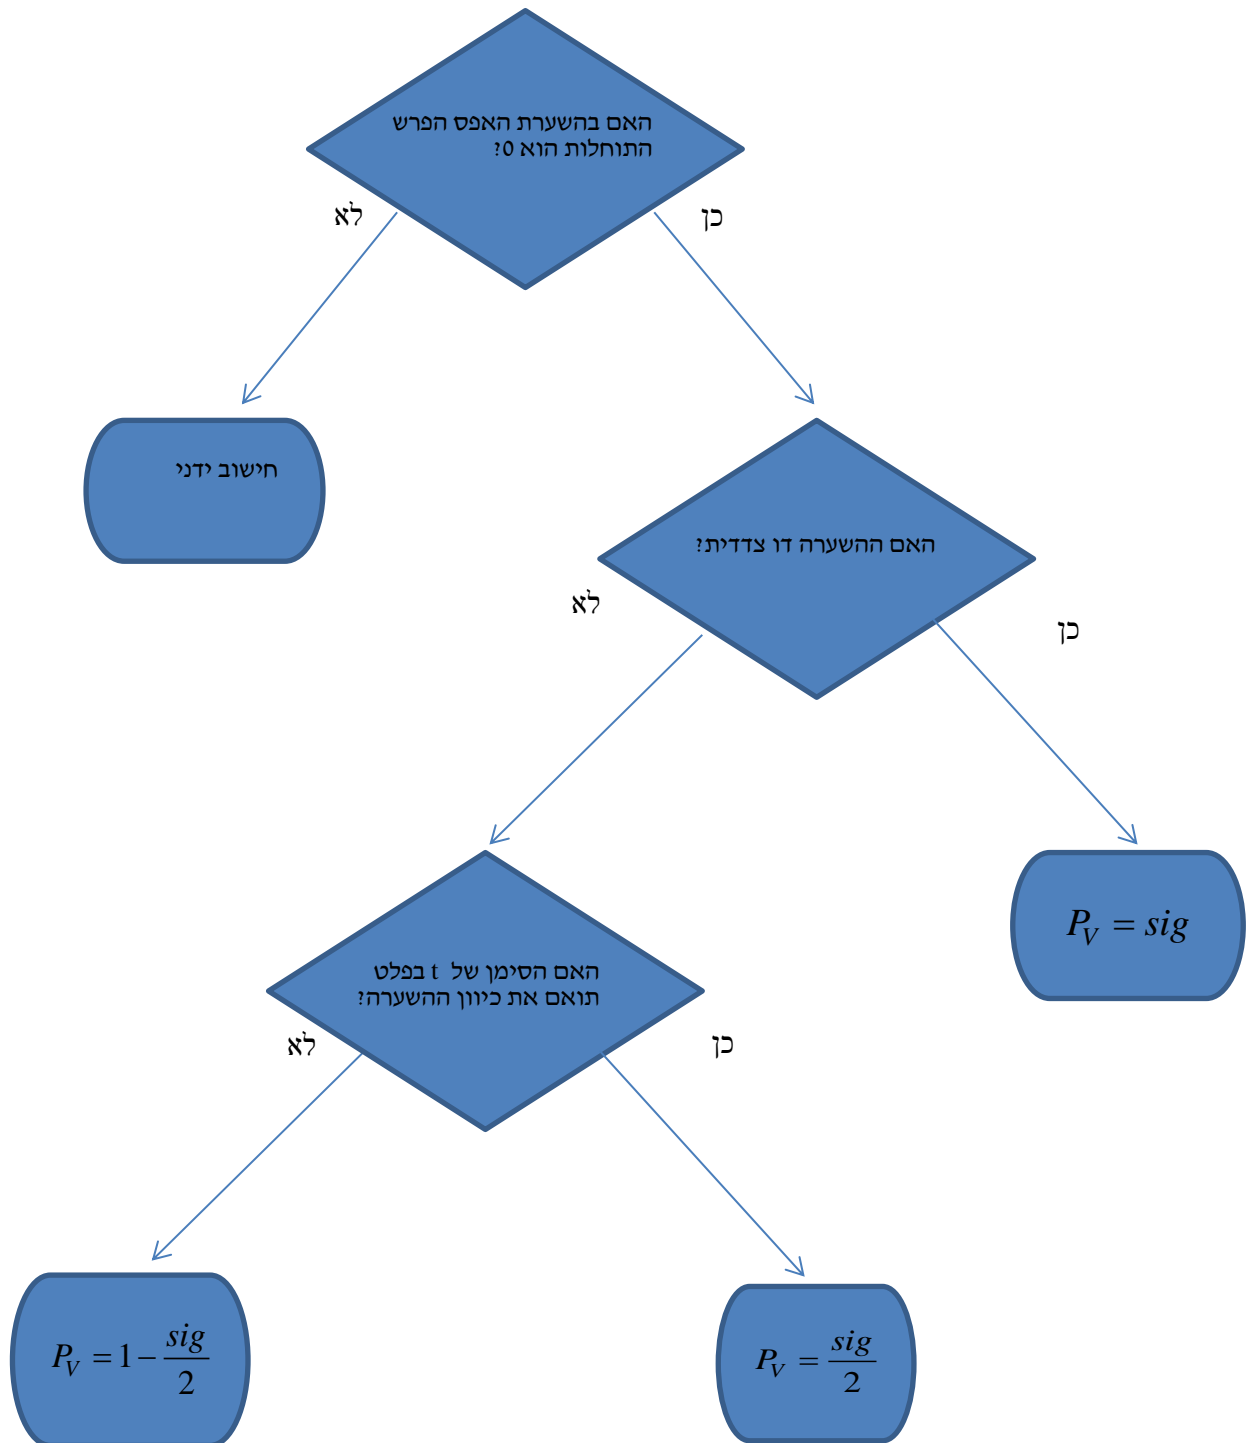 האם בהשערת האפס הפרש
התוחלות הוא 0?
לא
כן
חישוב ידני
האם ההשערה דו צדדית?
לא
כן
P_V = sig
האם הסימן של t בפלט
תואם את כיוון ההשערה?
לא
כן
P_V = 1 − sig/2
P_V = sig/2